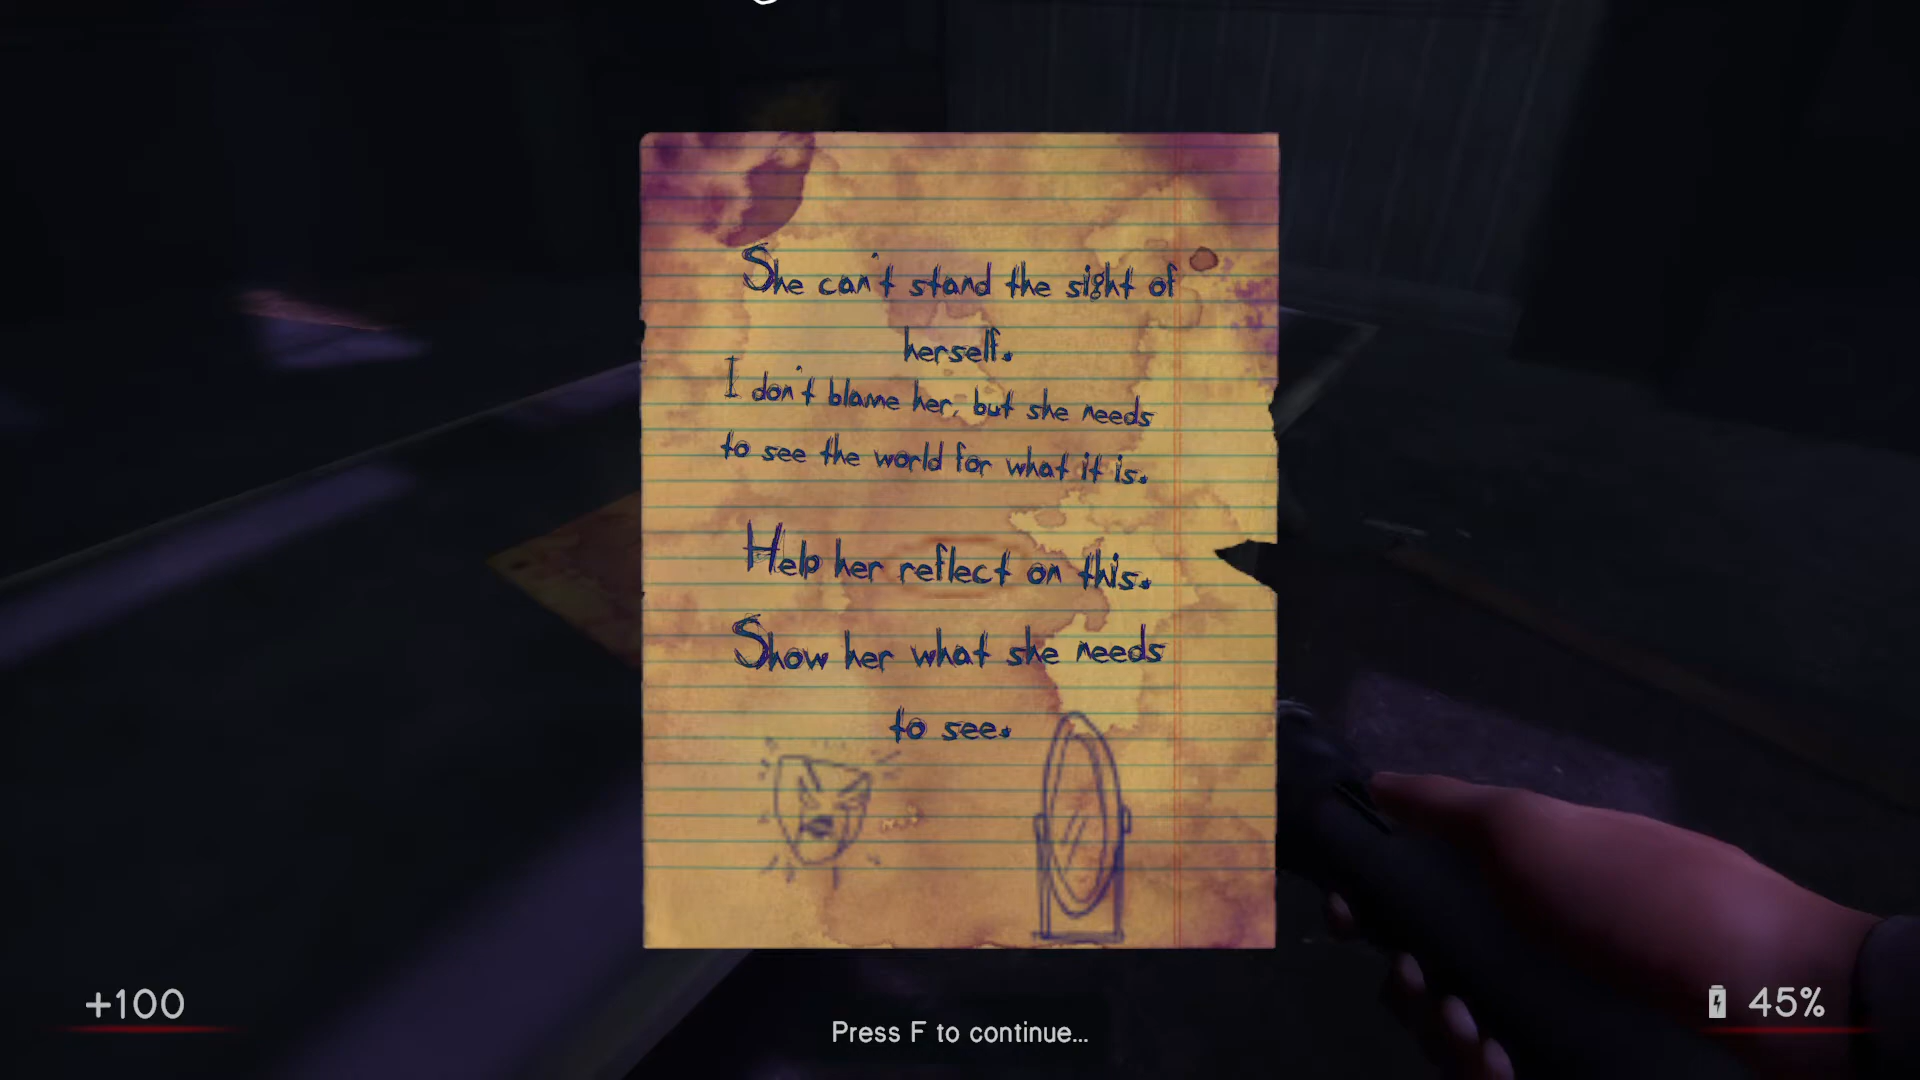 She can't stand the sight of
herself.
I don't blame her, but she needs
to see the world for what it is.
Help her reflect on this.
Show her what she needs
to see.
+100
45%
Press F to continue...